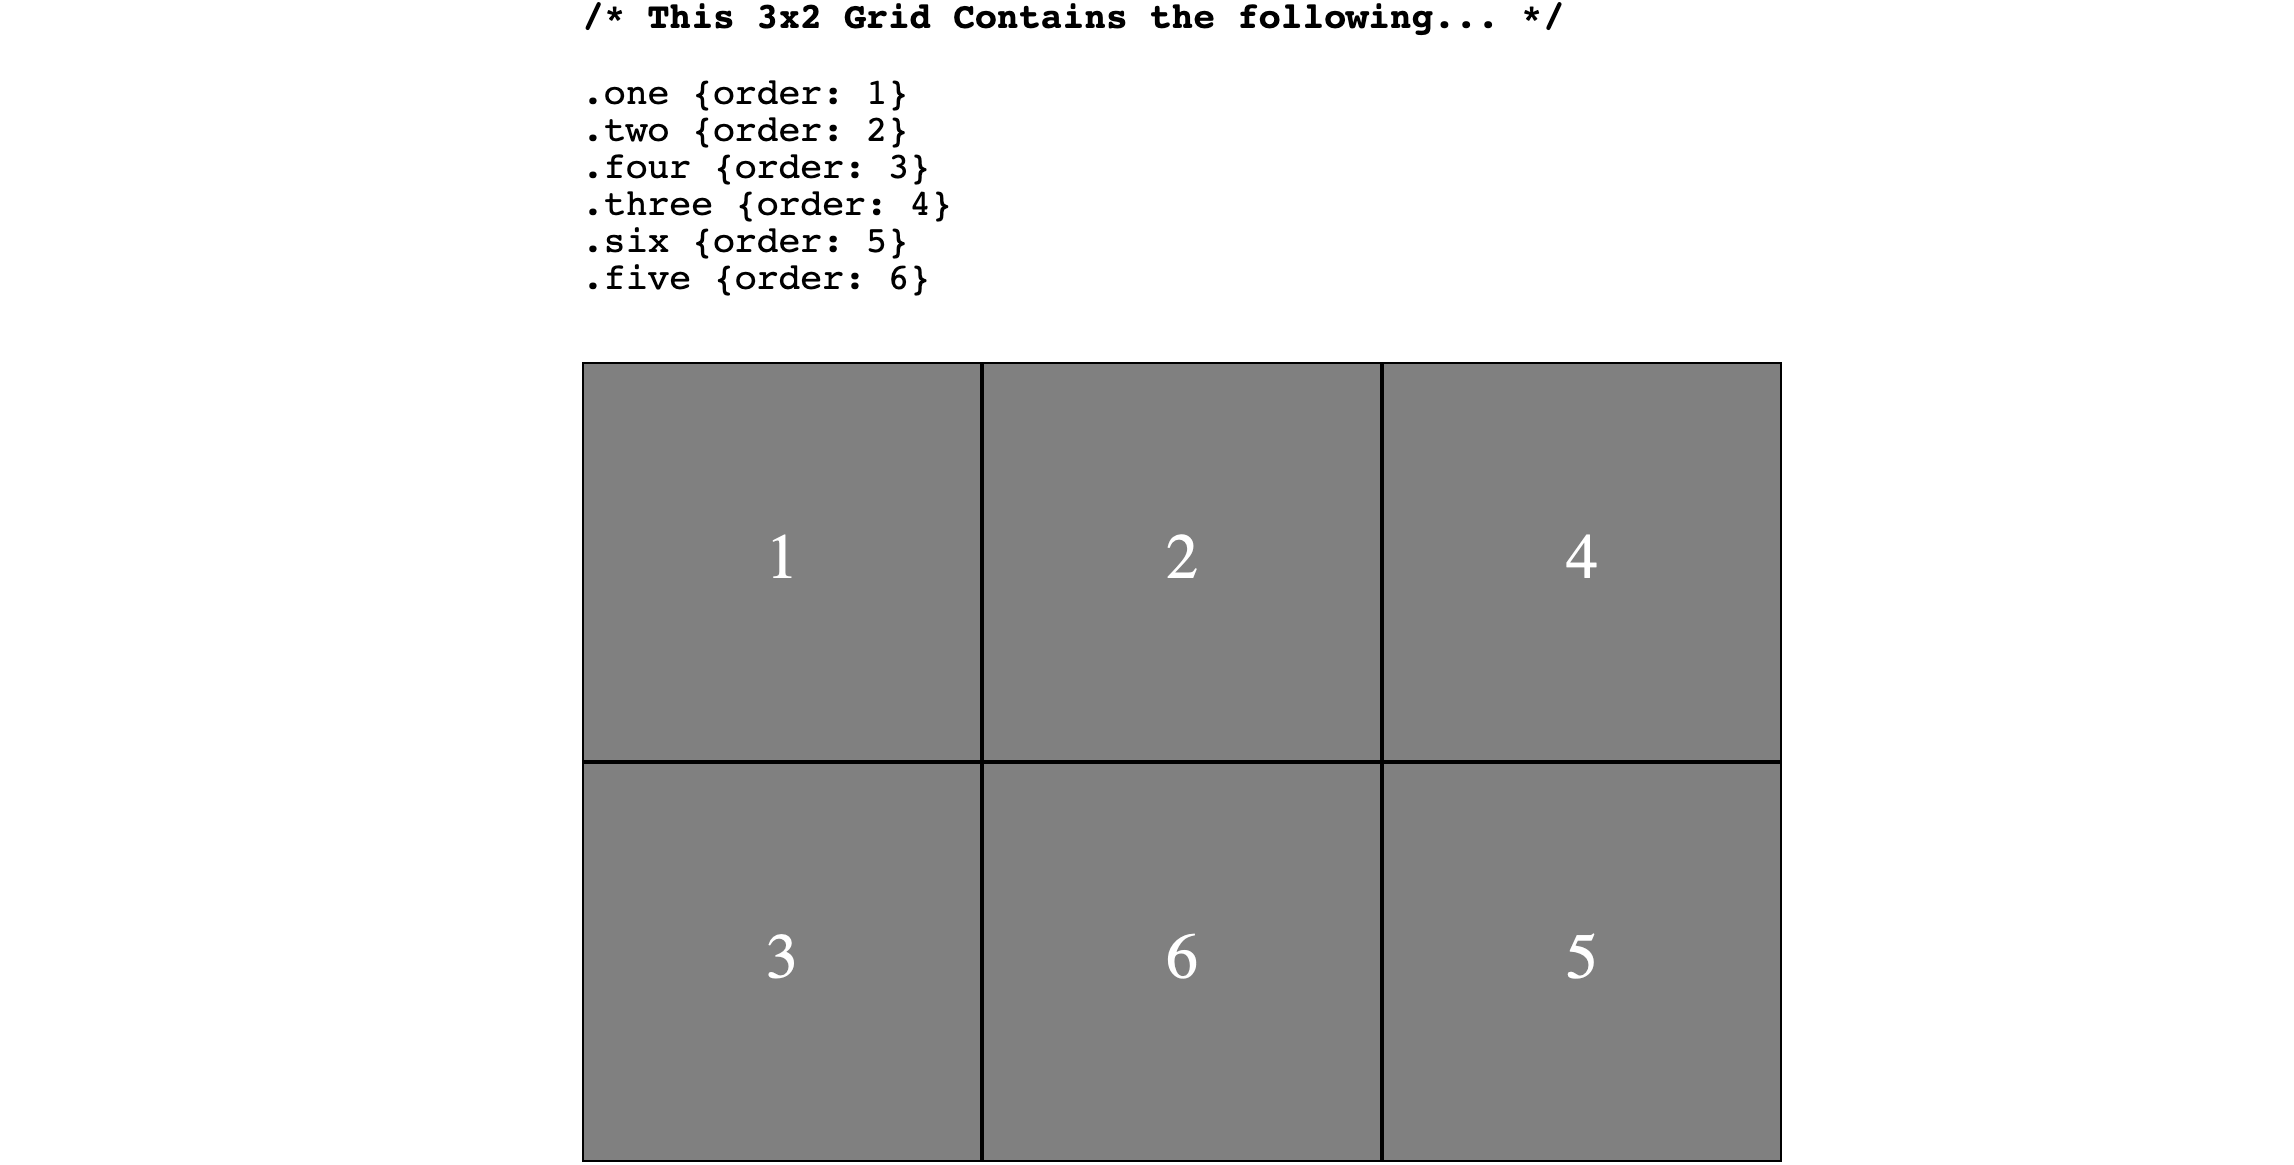 /* This 3x2 Grid Contains the following... */
.one {order: 1}
.two {order: 2}
.four {order: 3}
.three {order: 4}
.six {order: 5}
.five {order: 6}
1 2 4
3 6 5